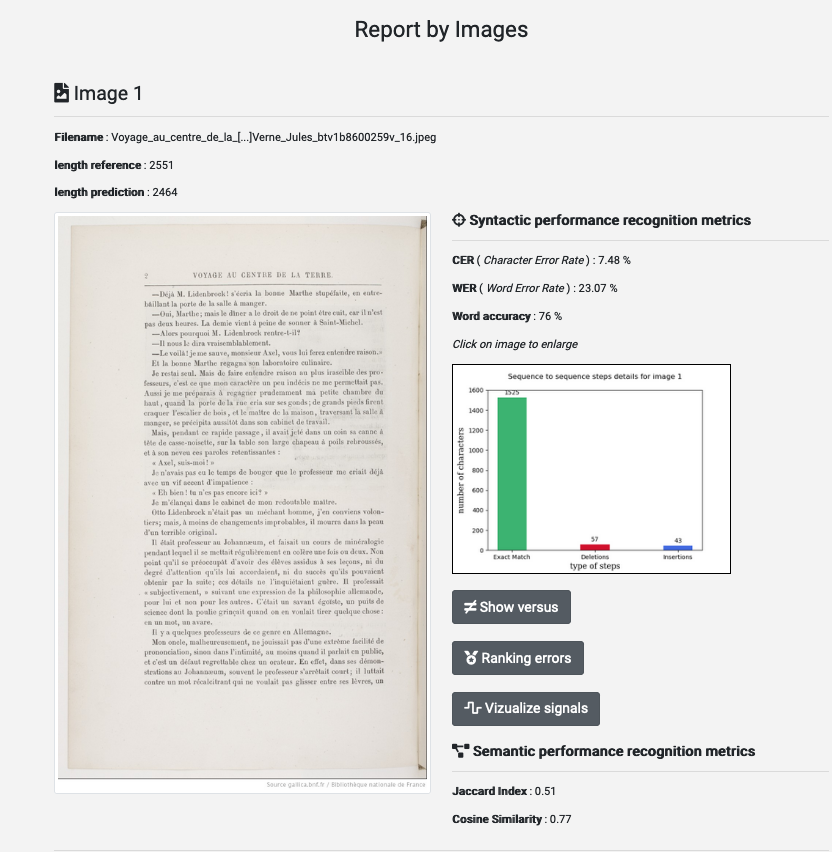 Report by Images
Image 1
Filename : Voyage_au_centre_de_la_[...]Verne_Jules_btv1b8600259v_16.jpeg
length reference : 2551
length prediction : 2464
2 VOYAGE AU CENTRE DE LA TERRE.
—Déjà M. Lidenbrock! s'écria la bonne Marthe stupéfaite, en entre-
bâillant la porte de la salle à manger.
—Oui, Marthe; mais le dîner a le droit de ne point être cuit, car il n'est
pas deux heures. La demie vient à peine de sonner à Saint-Michel.
—Alors pourquoi M. Lidenbrock rentre-t-il?
—Il nous le dira vraisemblablement.
—Le voilà! je me sauve, monsieur Axel, vous lui ferez entendre raison.»
Et la bonne Marthe regagna son laboratoire culinaire.
Je restai seul. Mais de faire entendre raison au plus irascible des pro-
fesseurs, c'est ce que mon caractère un peu indécis ne me permettait pas.
Aussi je me préparais à regagner prudemment ma petite chambre du
haut, quand la porte de la rue cria sur ses gonds; de grands pieds firent
craquer l'escalier de bois, et le maître de la maison, traversant la salle à
manger, se précipita aussitôt dans son cabinet de travail.
Mais, pendant ce rapide passage, il avait jeté dans un coin sa canne à
tête de casse-noisette, sur la table son large chapeau à poils rebroussés,
et à son neveu ces paroles retentissantes :
« Axel, suis-moi! »
Je n'avais pas eu le temps de bouger que le professeur me criait déjà
avec un vif accent d'impatience :
« Eh bien! tu n'es pas encore ici? »
Je m'élançai dans le cabinet de mon redoutable maître.
Otto Lidenbrock n'était pas un méchant homme, j'en conviens volon-
tiers; mais, à moins de changements improbables, il mourra dans la peau
d'un terrible original.
Il était professeur au Johannæum, et faisait un cours de minéralogie
pendant lequel il se mettait régulièrement en colère une fois ou deux. Non
point qu'il se préoccupât d'avoir des élèves assidus à ses leçons, ni du
degré d'attention qu'ils lui accordaient, ni du succès qu'ils pouvaient
obtenir par la suite; ces détails ne l'inquiétaient guère. Il professait
« subjectivement, » suivant une expression de la philosophie allemande,
pour lui et non pour les autres. C'était un savant égoïste, un puits de
science dont la poulie grinçait quand on en voulait tirer quelque chose :
en un mot, un avare.
Il y a quelques professeurs de ce genre en Allemagne.
Mon oncle, malheureusement, ne jouissait pas d'une extrême facilité de
prononciation, sinon dans l'intimité, au moins quand il parlait en public,
et c'est un défaut regrettable chez un orateur. En effet, dans ses démon-
strations au Johannæum, souvent le professeur s'arrêtait court; il luttait
contre un mot récalcitrant qui ne voulait pas glisser entre ses lèvres, un
Source gallica.bnf.fr / Bibliothèque nationale de France
Syntactic performance recognition metrics
CER ( Character Error Rate ) : 7.48 %
WER ( Word Error Rate ) : 23.07 %
Word accuracy : 76 %
Click on image to enlarge
Sequence to sequence steps details for image 1
number of characters
1600
1400
1200
1000
800
600
400
200
0
1525
57
43
Exact Match
Deletions
Insertions
type of steps
Show versus
Ranking errors
Vizualize signals
Semantic performance recognition metrics
Jaccard Index : 0.51
Cosine Similarity : 0.77